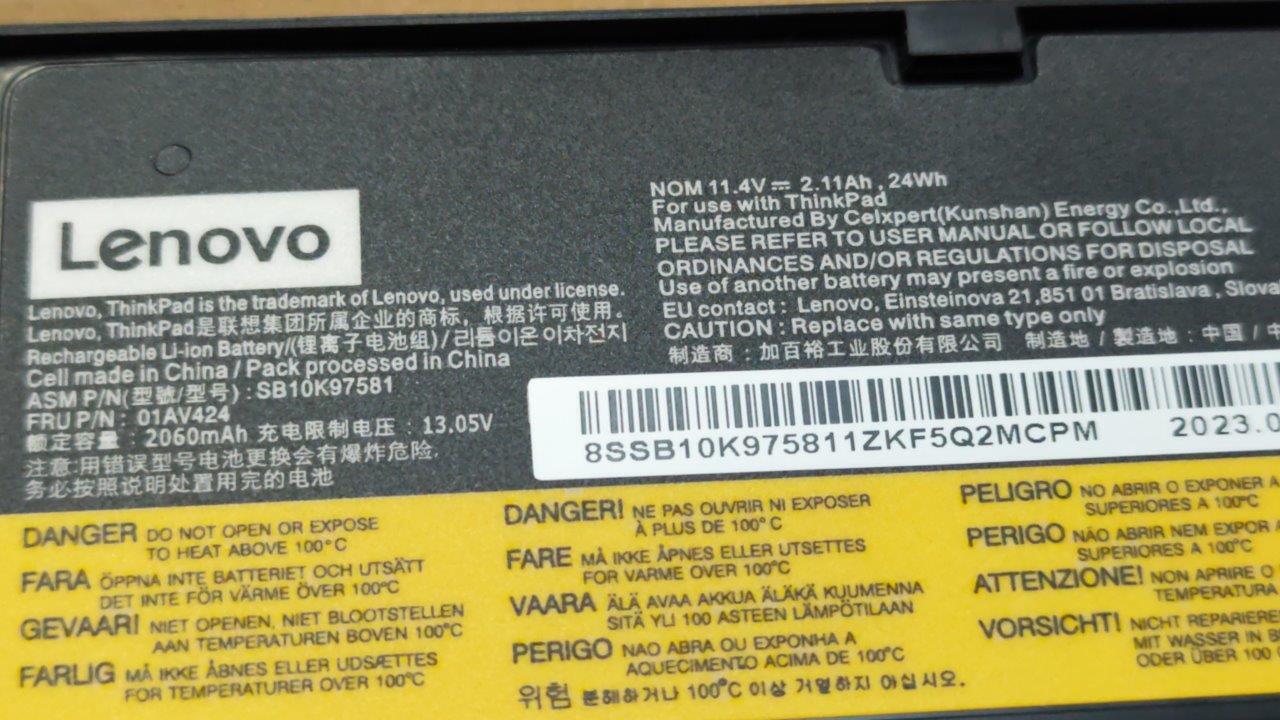 Lenovo
Lenovo, ThinkPad is the trademark of Lenovo, used under license.
Lenovo, ThinkPad是联想集团所属企业的商标，根据许可使用。
Rechargeable Li-ion Battery/(锂离子电池组)/리튬이온이차전지
Cell made in China / Pack processed in China
ASM P/N(型號/型号) : SB10K97581
FRU P/N : 01AV424
额定容量 : 2060mAh 充电限制电压 : 13.05V
注意:用错误型号电池更换会有爆炸危险.
务必按照说明处置用完的电池
NOM 11.4V⎓ 2.11Ah , 24Wh
For use with ThinkPad
Manufactured By Celxpert(Kunshan) Energy Co.,Ltd.,
PLEASE REFER TO USER MANUAL OR FOLLOW LOCAL
ORDINANCES AND/OR REGULATIONS FOR DISPOSAL
Use of another battery may present a fire or explosion
EU contact : Lenovo, Einsteinova 21,851 01 Bratislava , Slova
CAUTION : Replace with same type only
制造商 : 加百裕工业股份有限公司 制造地 / 製造地 : 中国 / 中
8SSB10K975811ZKF5Q2MCPM 2023.0
DANGER DO NOT OPEN OR EXPOSE
TO HEAT ABOVE 100°C
FARA ÖPPNA INTE BATTERIET OCH UTSÄTT
DET INTE FÖR VÄRME ÖVER 100°C
GEVAAR! NIET OPENEN, NIET BLOOTSTELLEN
AAN TEMPERATUREN BOVEN 100°C
FARLIG MÅ IKKE ÅBNES ELLER UDSÆTTES
FOR TEMPERATURER OVER 100°C
DANGER! NE PAS OUVRIR NI EXPOSER
À PLUS DE 100°C
FARE MÅ IKKE ÅPNES ELLER UTSETTES
FOR VARME OVER 100°C
VAARA ÄLÄ AVAA AKKUA ÄLÄKÄ KUUMENNA
SITÄ YLI 100 ASTEEN LÄMPÖTILAAN
PERIGO NAO ABRA OU EXPONHA A
AQUECIMENTO ACIMA DE 100°C
위험 분해하거나 100°C 이상 가열하지 마십시오.
PELIGRO NO ABRIR O EXPONER A
SUPERIORES A 100°C
PERIGO NÃO ABRIR NEM EXPOR A
SUPERIORES A 100°C
ATTENZIONE! NON APRIRE O
TEMPERATURA
VORSICHT! NICHT REPARIERE
MIT WASSER IN B
ODER ÜBER 100